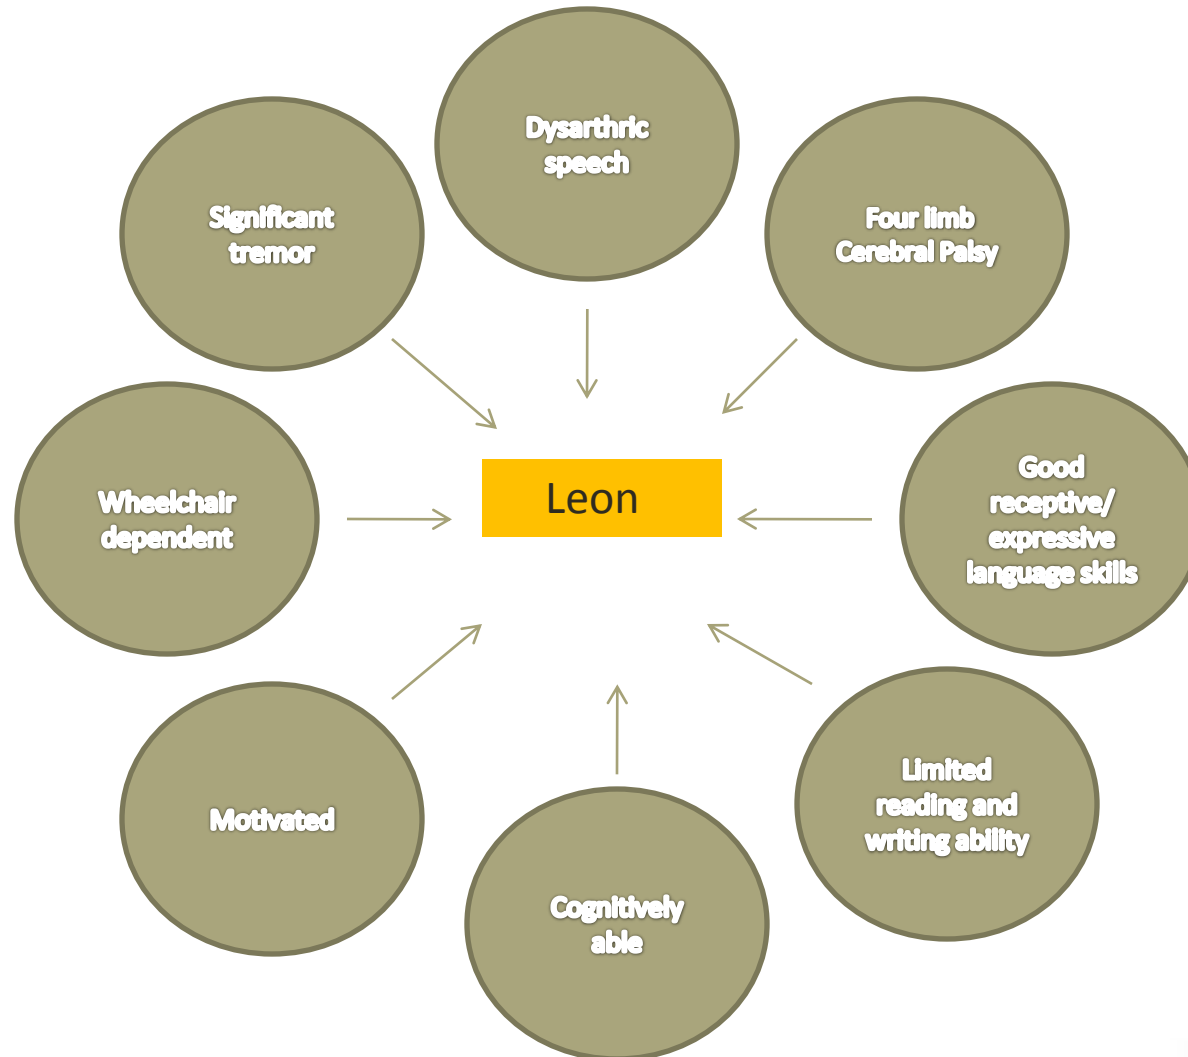 Dysarthric
speech
Significant
tremor
Four limb
Cerebral Palsy
Wheelchair
dependent
Leon
Good
receptive/
expressive
language skills
Motivated
Limited
reading and
writing ability
Cognitively
able